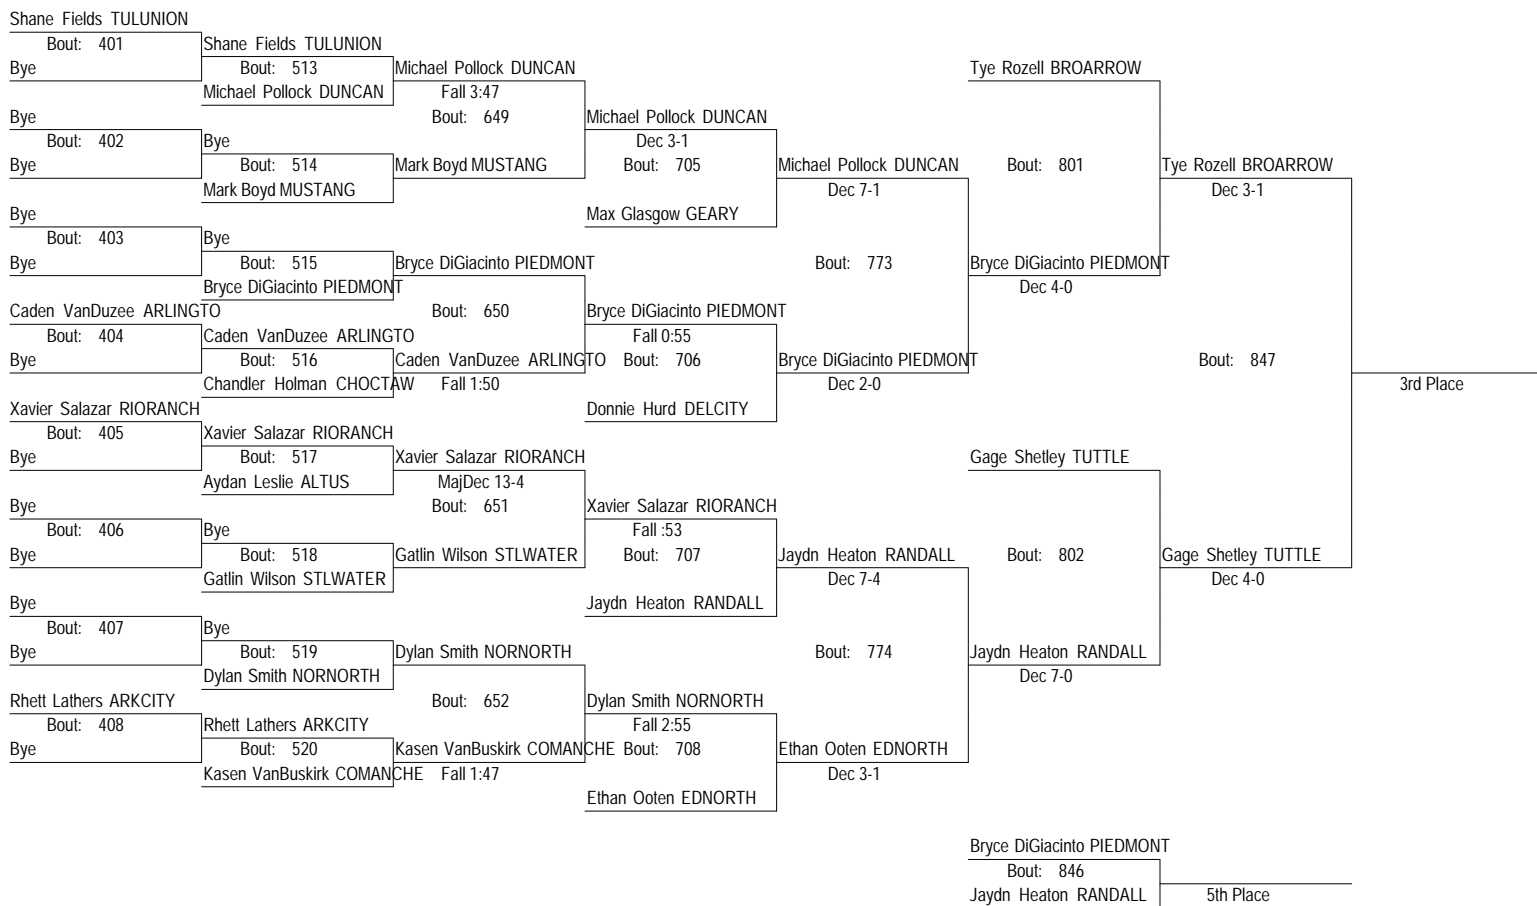 Shane Fields TULUNION
Bout: 401
Shane Fields TULUNION
Bye
Bout: 513
Michael Pollock DUNCAN
Tye Rozell BROARROW
Michael Pollock DUNCAN
Fall 3:47
Bye
Bout: 649
Michael Pollock DUNCAN
Bout: 402
Bye
Dec 3-1
Bye
Bout: 514
Mark Boyd MUSTANG
Bout: 705
Michael Pollock DUNCAN
Bout: 801
Tye Rozell BROARROW
Mark Boyd MUSTANG
Dec 7-1
Dec 3-1
Bye
Max Glasgow GEARY
Bout: 403
Bye
Bye
Bout: 515
Bryce DiGiacinto PIEDMONT
Bout: 773
Bryce DiGiacinto PIEDMONT
Bryce DiGiacinto PIEDMONT
Dec 4-0
Caden VanDuzee ARLINGTO
Bout: 650
Bryce DiGiacinto PIEDMONT
Bout: 404
Caden VanDuzee ARLINGTO
Fall 0:55
Bye
Bout: 516
Caden VanDuzee ARLINGTO
Bout: 706
Bryce DiGiacinto PIEDMONT
Bout: 847
Chandler Holman CHOCTAW
Fall 1:50
Dec 2-0
3rd Place
Xavier Salazar RIORANCH
Donnie Hurd DELCITY
Bout: 405
Xavier Salazar RIORANCH
Bye
Bout: 517
Xavier Salazar RIORANCH
Gage Shetley TUTTLE
Aydan Leslie ALTUS
MajDec 13-4
Bye
Bout: 651
Xavier Salazar RIORANCH
Bout: 406
Bye
Fall :53
Bye
Bout: 518
Gatlin Wilson STLWATER
Bout: 707
Jaydn Heaton RANDALL
Bout: 802
Gage Shetley TUTTLE
Gatlin Wilson STLWATER
Dec 7-4
Dec 4-0
Bye
Jaydn Heaton RANDALL
Bout: 407
Bye
Bye
Bout: 519
Dylan Smith NORNORTH
Bout: 774
Jaydn Heaton RANDALL
Dylan Smith NORNORTH
Dec 7-0
Rhett Lathers ARKCITY
Bout: 652
Dylan Smith NORNORTH
Bout: 408
Rhett Lathers ARKCITY
Fall 2:55
Bye
Bout: 520
Kasen VanBuskirk COMANCHE
Bout: 708
Ethan Ooten EDNORTH
Kasen VanBuskirk COMANCHE
Fall 1:47
Dec 3-1
Ethan Ooten EDNORTH
Bryce DiGiacinto PIEDMONT
Bout: 846
Jaydn Heaton RANDALL
5th Place